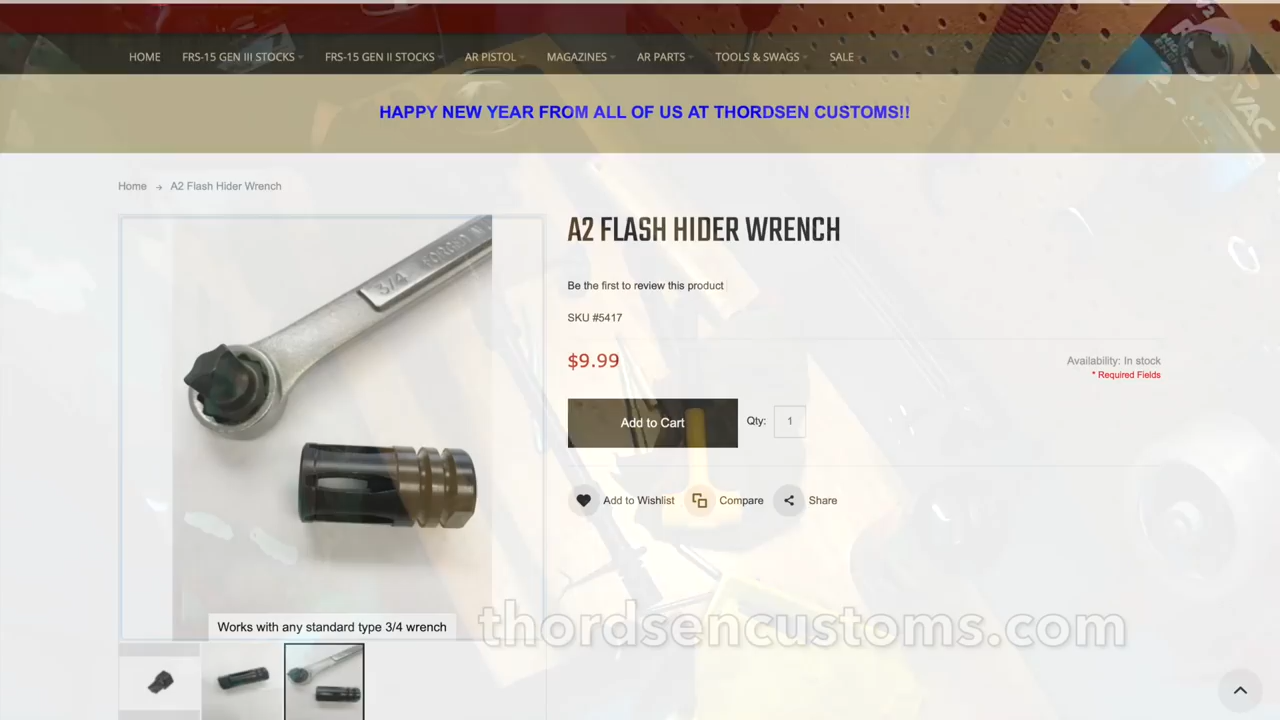 HOME FRS-15 GEN III STOCKS FRS-15 GEN II STOCKS AR PISTOL MAGAZINES AR PARTS TOOLS & SWAGS SALE
VAC
HAPPY NEW YEAR FROM ALL OF US AT THORDSEN CUSTOMS!!
Home → A2 Flash Hider Wrench
3/4
A2 FLASH HIDER WRENCH
Be the first to review this product
SKU #5417
$9.99
Availability: In stock
* Required Fields
Add to Cart Qty: 1
Add to Wishlist Compare Share
Works with any standard type 3/4 wrench
thordsencustoms.com